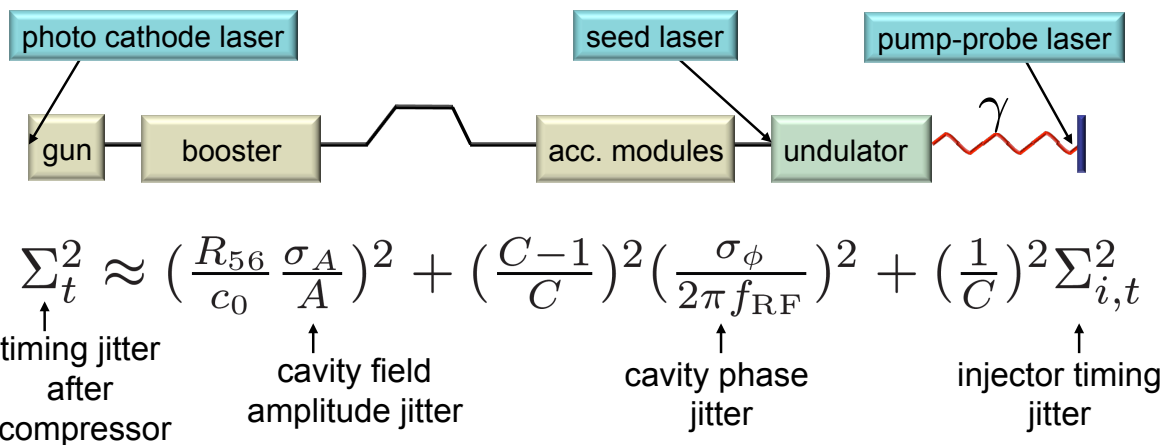 photo cathode laser
seed laser
pump-probe laser
γ
gun
booster
acc. modules
undulator
Σ_t^2 ≈ (R_56/c_0 σ_A/A)^2 + (C−1/C)^2(σ_ϕ/2πf_RF)^2 + (1/C)^2Σ_{i,t}^2
timing jitter
after
compressor
cavity field
amplitude jitter
cavity phase
jitter
injector timing
jitter